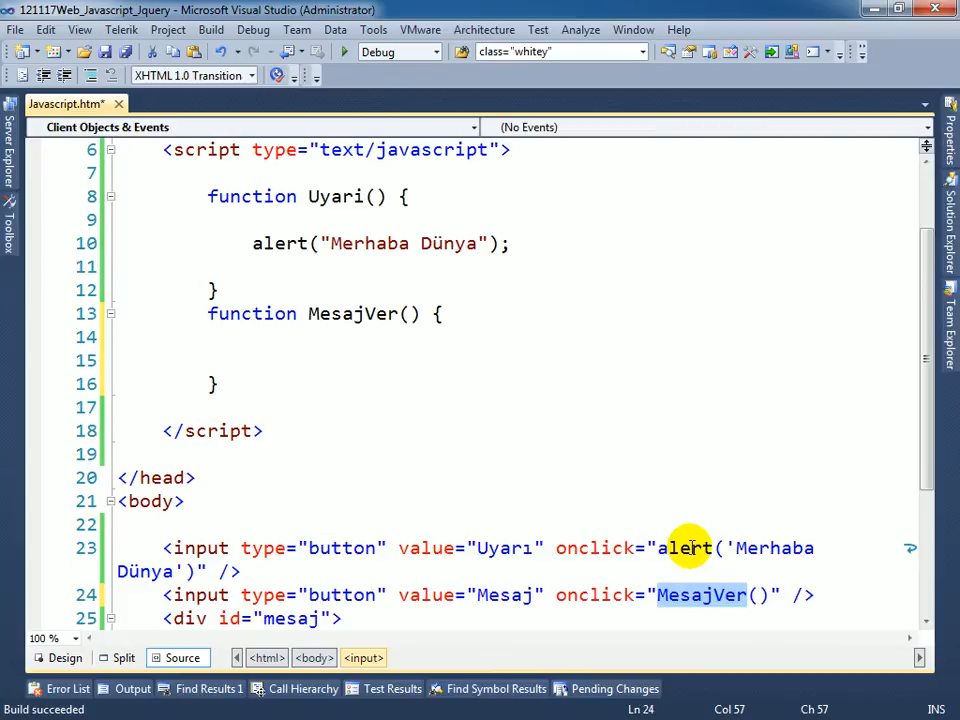 121117Web_Javascript_Jquery - Microsoft Visual Studio (Administrator)
File Edit View Telerik Project Build Debug Team Data Tools VMware Architecture Test Analyze Window Help
Debug class="whitey"
XHTML 1.0 Transition
Javascript.htm*
Client Objects & Events (No Events)
6 <script type="text/javascript">
7
8 function Uyari() {
9
10 alert("Merhaba Dünya");
11
12 }
13 function MesajVer() {
14
15
16 }
17
18 </script>
19
20 </head>
21 <body>
22
23 <input type="button" value="Uyarı" onclick="alert('Merhaba
Dünya')" />
24 <input type="button" value="Mesaj" onclick="MesajVer()" />
25 <div id="mesaj">
100 %
Design Split Source <html> <body> <input>
Error List Output Find Results 1 Call Hierarchy Test Results Find Symbol Results Pending Changes
Build succeeded Ln 24 Col 57 Ch 57 INS
Server Explorer
Toolbox
Properties
Solution Explorer
Team Explorer